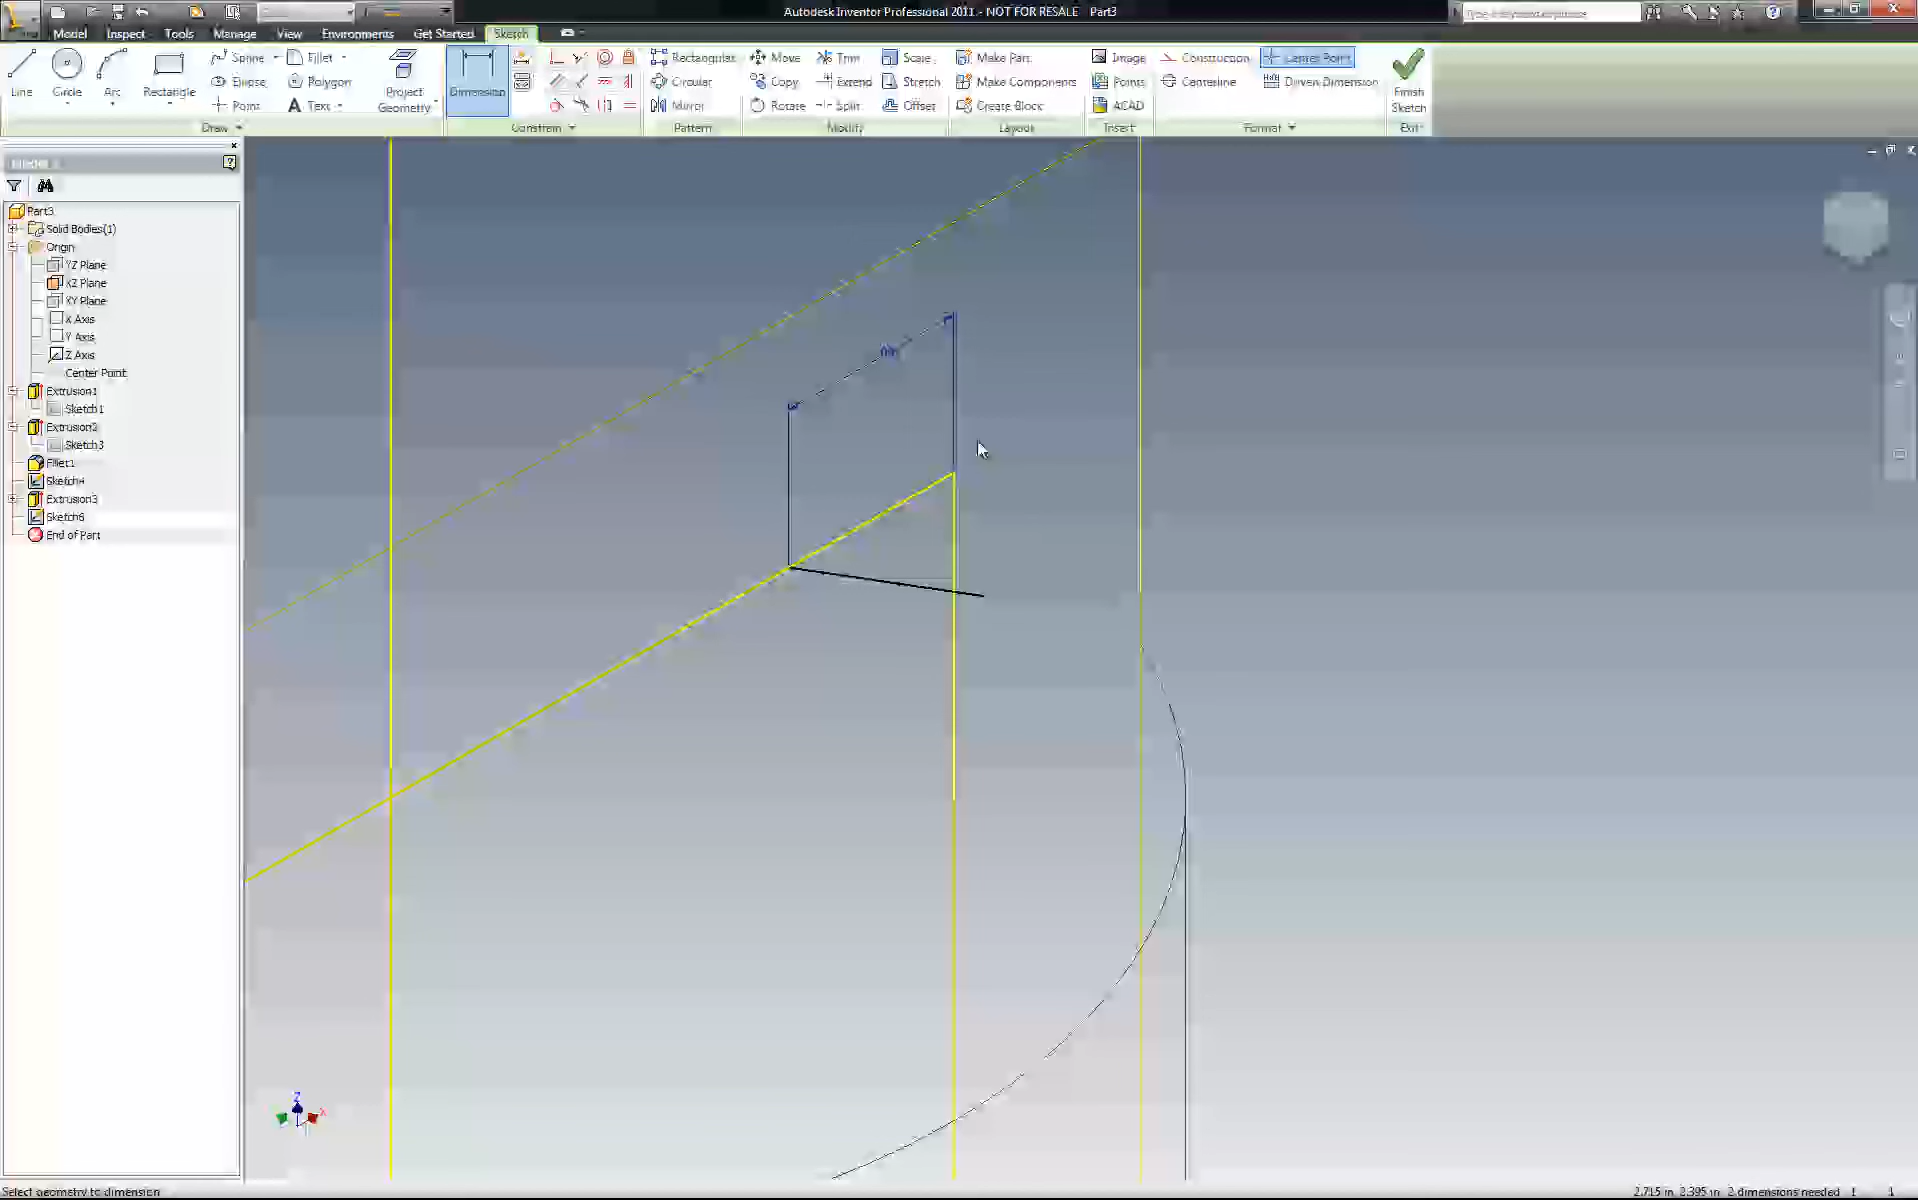 Autodesk Inventor Professional 2011 - NOT FOR RESALE Part3
Model Inspect Tools Manage View Environments Get Started Sketch
Line Circle Arc Rectangle Spline Ellipse Point Fillet Polygon Text Project Geometry
Dimension
Rectangular Circular Mirror
Move Copy Rotate Trim Extend Split Scale Stretch Offset
Make Part Make Components Create Block
Image Points ACAD
Construction Centerline Center Point Driven Dimension
Finish Sketch
Draw Constrain Pattern Modify Layout Insert Format Exit
Part3
Solid Bodies(1)
Origin
YZ Plane
XZ Plane
XY Plane
X Axis
Y Axis
Z Axis
Center Point
Extrusion1
Sketch1
Extrusion2
Sketch3
Fillet1
Sketch4
Extrusion3
Sketch6
End of Part
Z
X
Select geometry to dimension
2.715 in, 2.395 in 2 dimensions needed 1 1